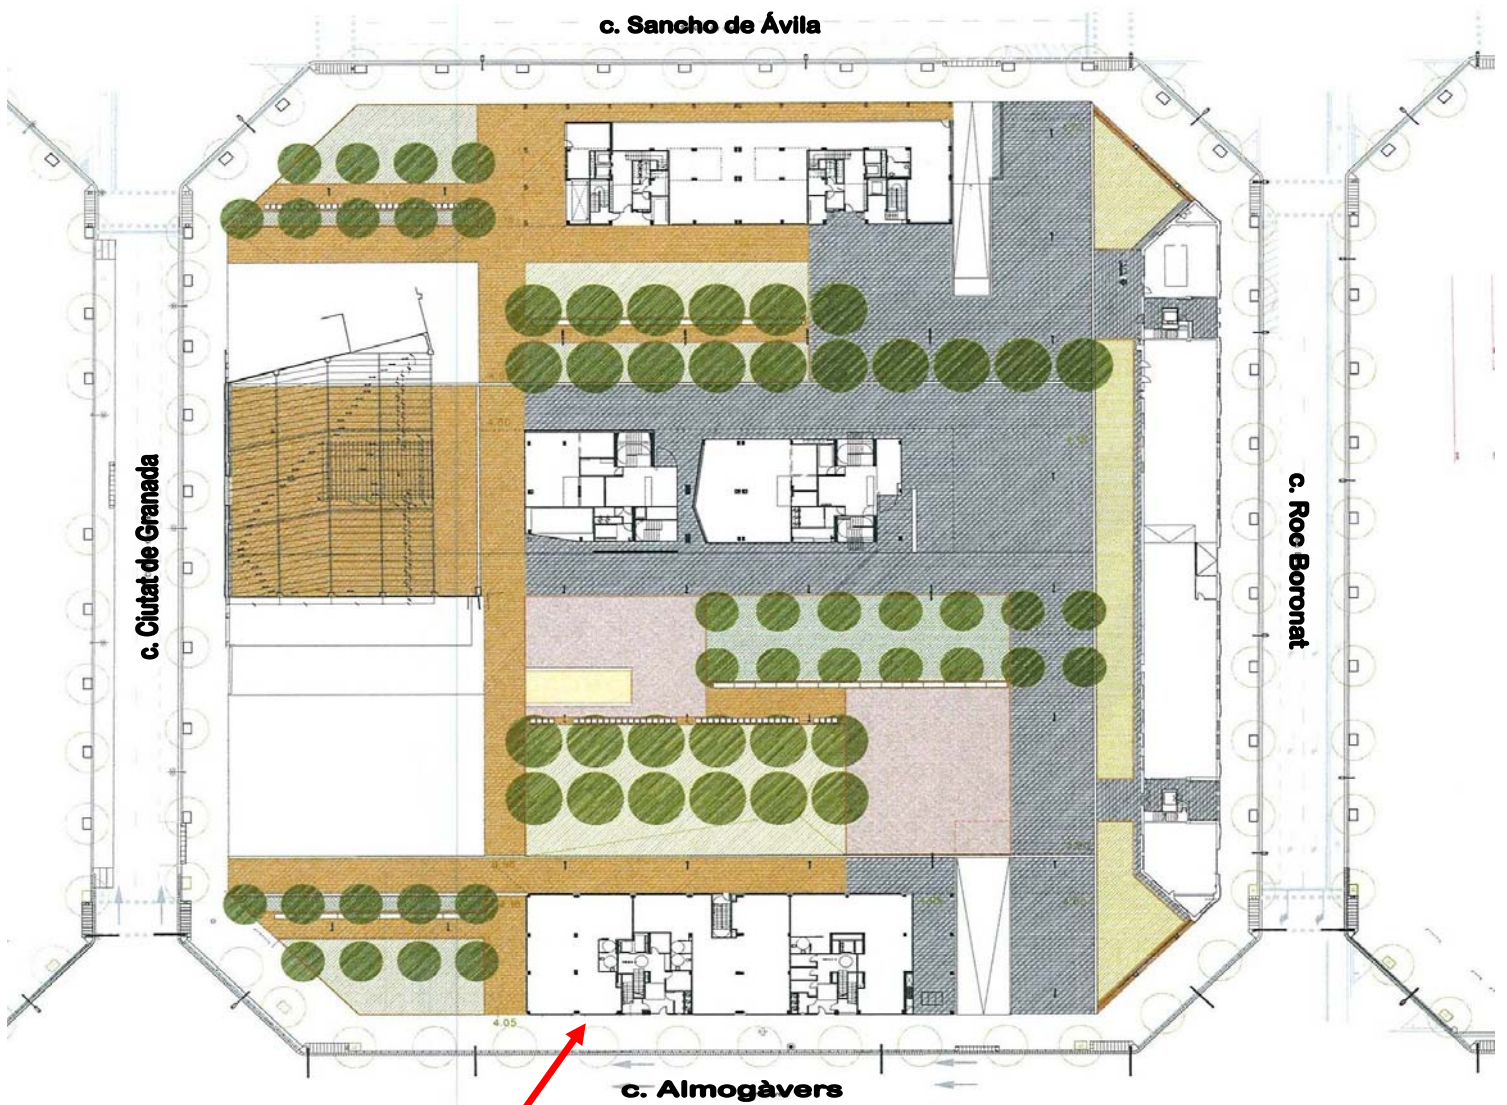 c. Sancho de Ávila
c. Ciutat de Granada
c. Roc Boronat
4.05
c. Almogàvers